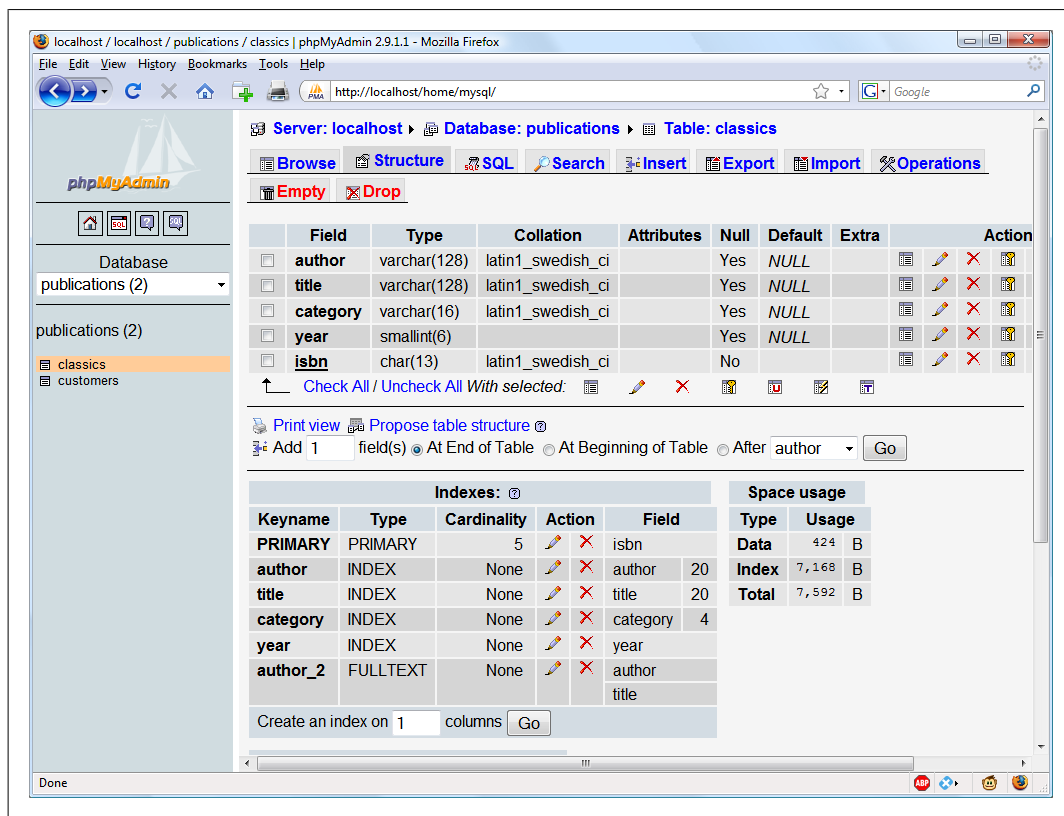 localhost / localhost / publications / classics | phpMyAdmin 2.9.1.1 - Mozilla Firefox
File Edit View History Bookmarks Tools Help
PMA http://localhost/home/mysql/ G Google
phpMyAdmin
SQL
Database
publications (2)
publications (2)
classics
customers
Server: localhost Database: publications Table: classics
Browse Structure SQL Search Insert Export Import Operations
Empty Drop
Field Type Collation Attributes Null Default Extra Action
author varchar(128) latin1_swedish_ci Yes NULL
title varchar(128) latin1_swedish_ci Yes NULL
category varchar(16) latin1_swedish_ci Yes NULL
year smallint(6) Yes NULL
isbn char(13) latin1_swedish_ci No
Check All / Uncheck All With selected:
Print view Propose table structure
Add 1 field(s) At End of Table At Beginning of Table After author Go
Indexes:
Keyname Type Cardinality Action Field
PRIMARY PRIMARY 5 isbn
author INDEX None author 20
title INDEX None title 20
category INDEX None category 4
year INDEX None year
author_2 FULLTEXT None author
title
Create an index on 1 columns Go
Space usage
Type Usage
Data 424 B
Index 7,168 B
Total 7,592 B
Done
ABP